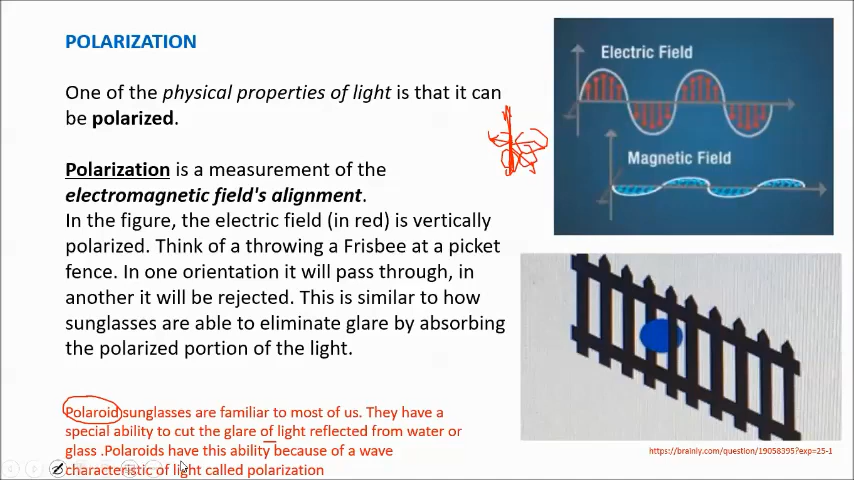 POLARIZATION
One of the physical properties of light is that it can
be polarized.
Polarization is a measurement of the
electromagnetic field's alignment.
In the figure, the electric field (in red) is vertically
polarized. Think of a throwing a Frisbee at a picket
fence. In one orientation it will pass through, in
another it will be rejected. This is similar to how
sunglasses are able to eliminate glare by absorbing
the polarized portion of the light.
Polaroid sunglasses are familiar to most of us. They have a
special ability to cut the glare of light reflected from water or
glass .Polaroids have this ability because of a wave
characteristic of light called polarization
Electric Field
Magnetic Field
https://brainly.com/question/19058395?exp=25-1